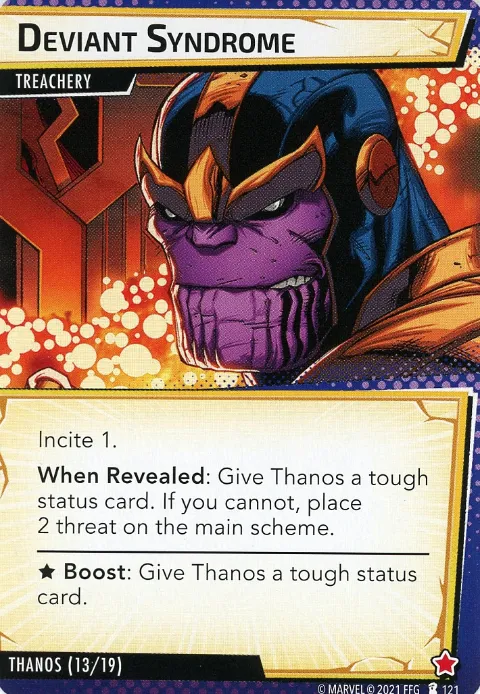 DEVIANT SYNDROME
TREACHERY
Incite 1.
When Revealed: Give Thanos a tough
status card. If you cannot, place
2 threat on the main scheme.
★ Boost: Give Thanos a tough status
card.
THANOS (13/19)
© MARVEL © 2021 FFG 121